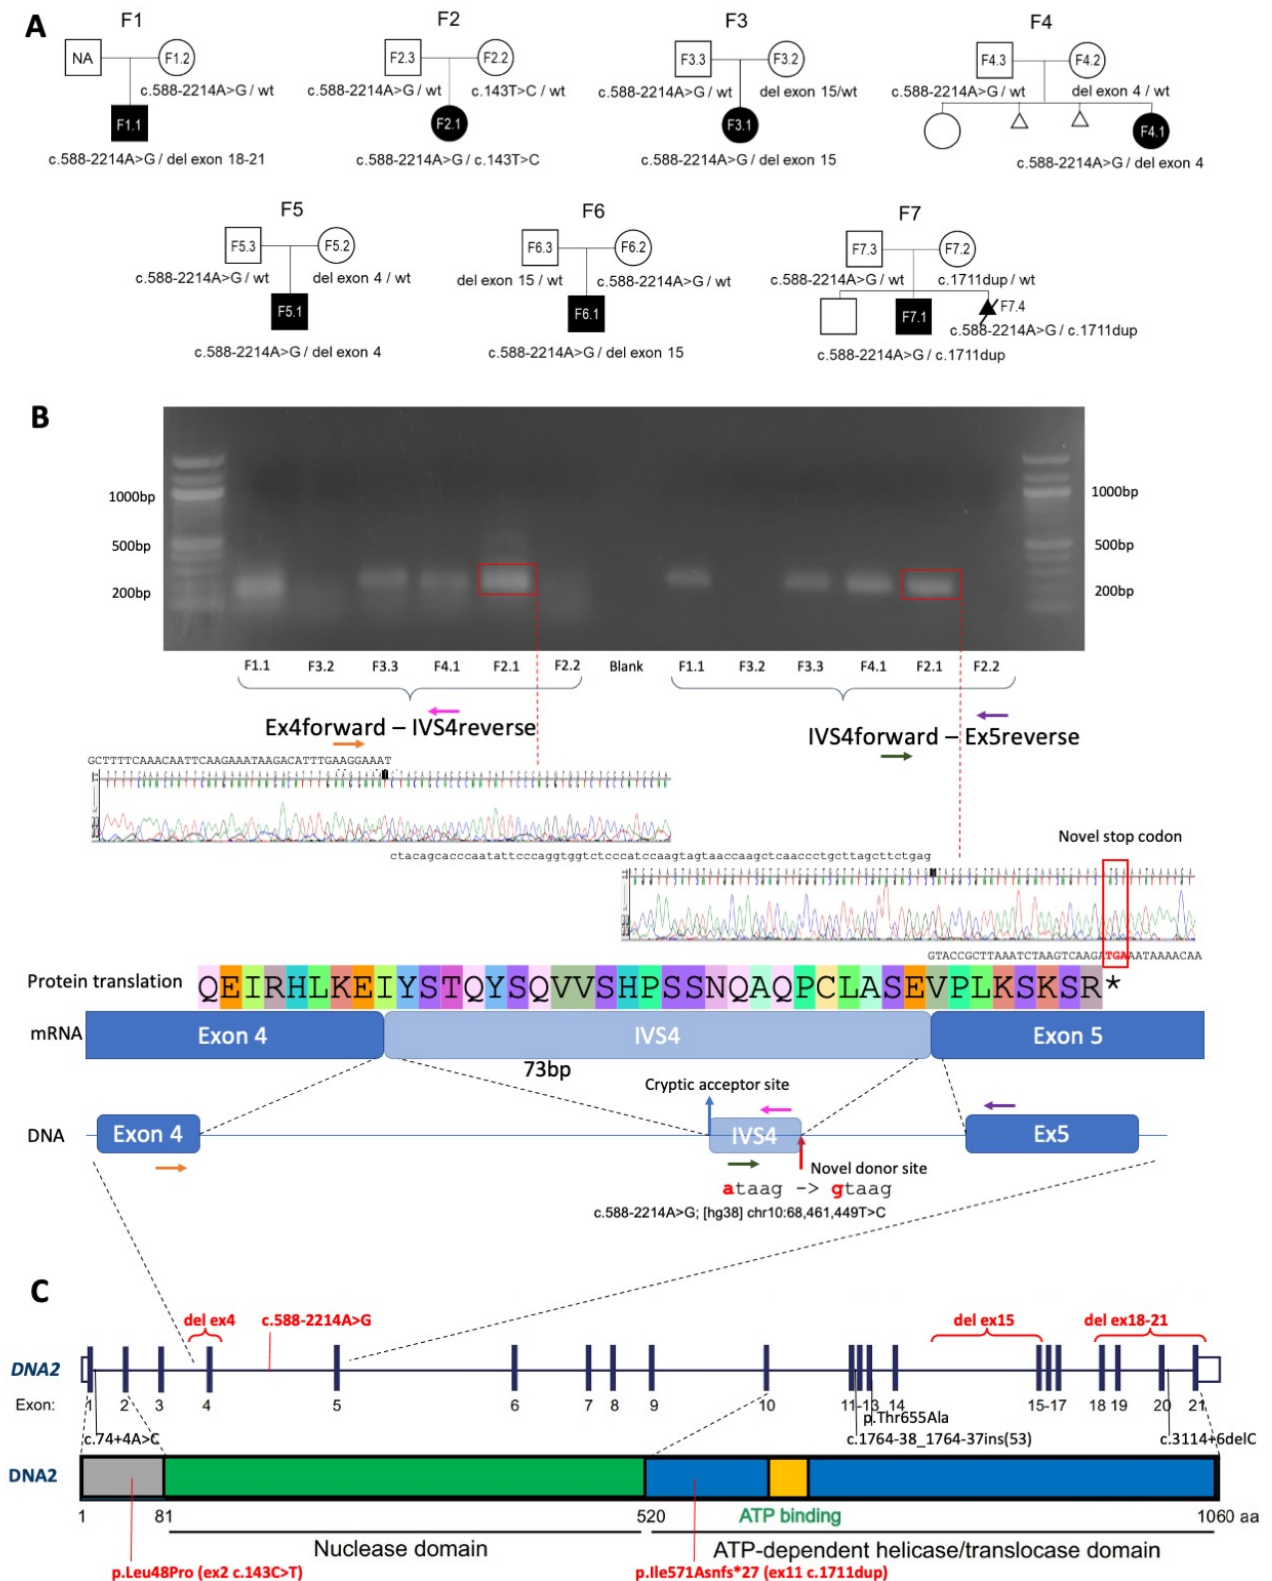 A
F1
F2
F3
F4
NA
F1.2
F2.3
F2.2
F3.3
F3.2
F4.3
F4.2
c.588-2214A>G / wt
c.588-2214A>G / wt
c.143T>C / wt
c.588-2214A>G / wt
del exon 15/wt
c.588-2214A>G / wt
del exon 4 / wt
F1.1
F2.1
F3.1
F4.1
c.588-2214A>G / del exon 18-21
c.588-2214A>G / c.143T>C
c.588-2214A>G / del exon 15
c.588-2214A>G / del exon 4
F5
F6
F7
F5.3
F5.2
F6.3
F6.2
F7.3
F7.2
c.588-2214A>G / wt
del exon 4 / wt
del exon 15 / wt
c.588-2214A>G / wt
c.588-2214A>G / wt
c.1711dup / wt
F5.1
F6.1
F7.1
F7.4
c.588-2214A>G / c.1711dup
c.588-2214A>G / del exon 4
c.588-2214A>G / del exon 15
c.588-2214A>G / c.1711dup
B
1000bp
500bp
200bp
1000bp
500bp
200bp
F1.1 F3.2 F3.3 F4.1 F2.1 F2.2 Blank F1.1 F3.2 F3.3 F4.1 F2.1 F2.2
Ex4forward – IVS4reverse
IVS4forward – Ex5reverse
GCTTTTCAAACAATTCAAGAAATAAGACATTTGAAGGAAAT
Novel stop codon
ctacagcacccaatattcccaggtggtctcccatccaagtagtaaccaagctcaaccctgcttagcttctgag
GTACCGCTTAAATCTAAGTCAAGATGAAATAAAACAA
Protein translation
QEIRHLKEIYSTQYSQVVSHPSSNQAQPCLASEVPLKSKSR*
mRNA
Exon 4
IVS4
Exon 5
73bp
Cryptic acceptor site
DNA
Exon 4
IVS4
Ex5
Novel donor site
ataag -> gtaag
c.588-2214A>G; [hg38] chr10:68,461,449T>C
C
del ex4
c.588-2214A>G
del ex15
del ex18-21
DNA2
Exon:
1 2 3 4 5 6 7 8 9 10 11-13 14 15-17 18 19 20 21
p.Thr655Ala
c.74+4A>C
c.1764-38_1764-37ins(53)
c.3114+6delC
DNA2
1
81
520
ATP binding
1060 aa
Nuclease domain
ATP-dependent helicase/translocase domain
p.Leu48Pro (ex2 c.143C>T)
p.Ile571Asnfs*27 (ex11 c.1711dup)